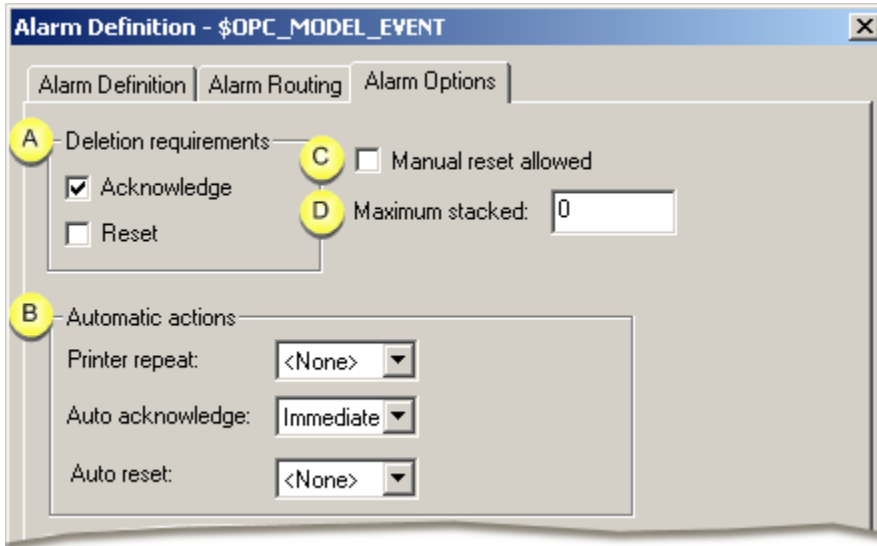 Alarm Definition - $OPC_MODEL_EVENT
Alarm Definition
Alarm Routing
Alarm Options
A
Deletion requirements
Acknowledge
Reset
C
Manual reset allowed
D
Maximum stacked:
0
B
Automatic actions
Printer repeat:
<None>
Auto acknowledge:
Immediate
Auto reset:
<None>